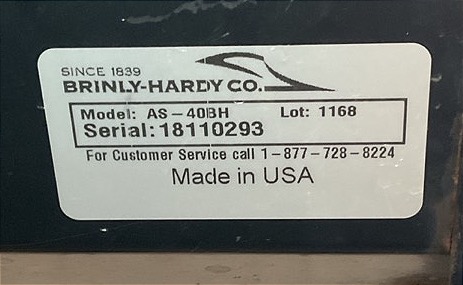 SINCE 1839
BRINLY-HARDY CO.
Model: AS-40BH Lot: 1168
Serial: 18110293
For Customer Service call 1-877-728-8224
Made in USA